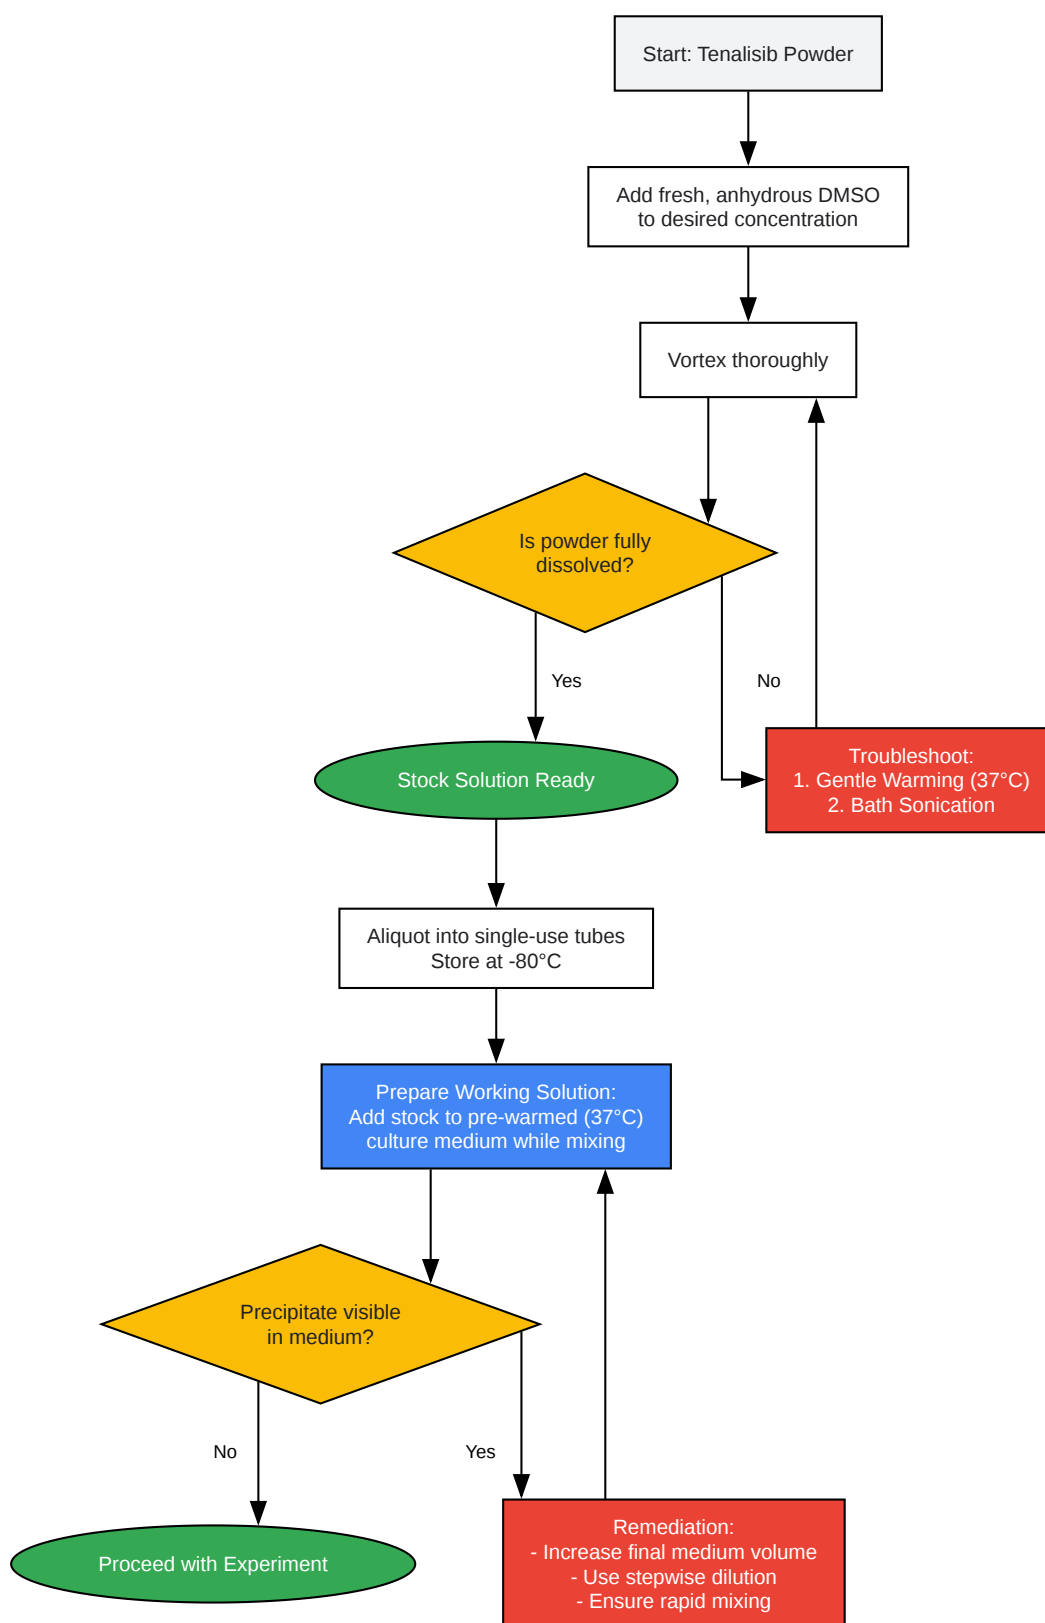 Start: Tenalisib Powder
Add fresh, anhydrous DMSO
to desired concentration
Vortex thoroughly
Is powder fully
dissolved?
Yes
No
Stock Solution Ready
Troubleshoot:
1. Gentle Warming (37°C)
2. Bath Sonication
Aliquot into single-use tubes
Store at -80°C
Prepare Working Solution:
Add stock to pre-warmed (37°C)
culture medium while mixing
Precipitate visible
in medium?
No
Yes
Proceed with Experiment
Remediation:
- Increase final medium volume
- Use stepwise dilution
- Ensure rapid mixing